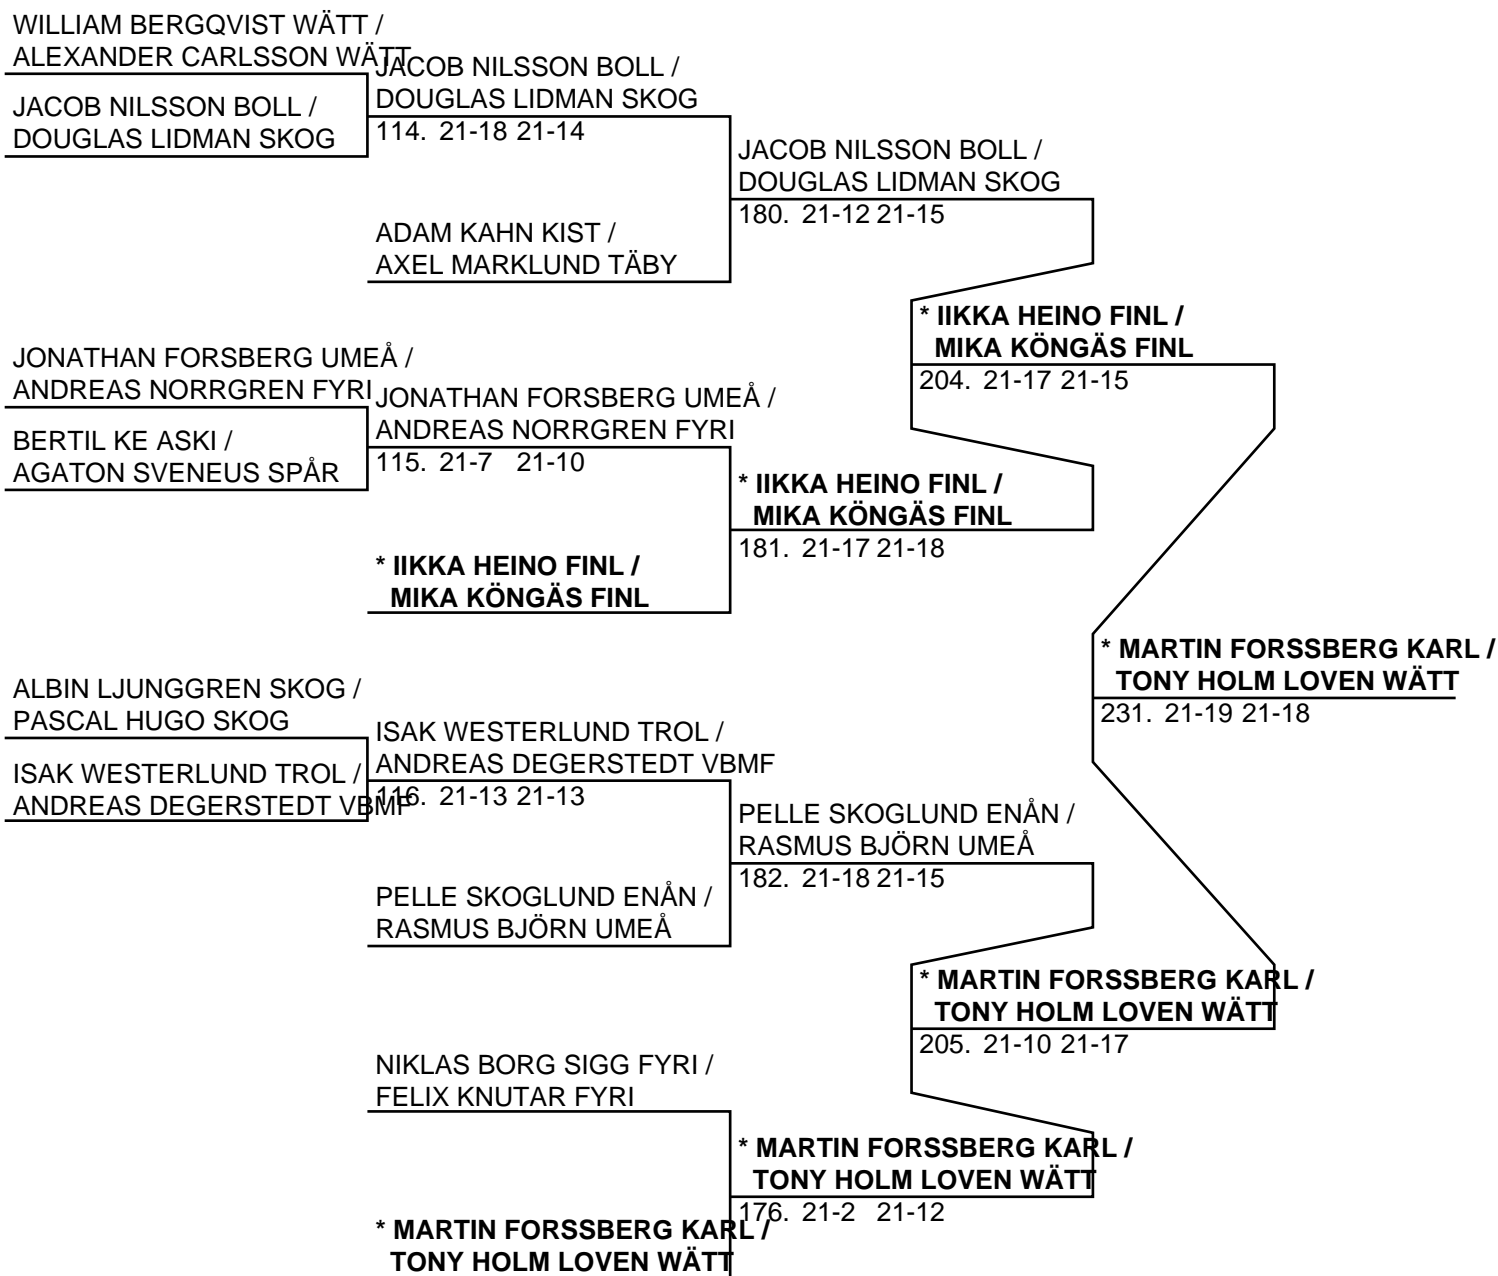 WILLIAM BERGQVIST WÄTT /
ALEXANDER CARLSSON WÄTT
JACOB NILSSON BOLL /
DOUGLAS LIDMAN SKOG
JACOB NILSSON BOLL /
DOUGLAS LIDMAN SKOG
114. 21-18 21-14
ADAM KAHN KIST /
AXEL MARKLUND TÄBY
JACOB NILSSON BOLL /
DOUGLAS LIDMAN SKOG
180. 21-12 21-15
JONATHAN FORSBERG UMEÅ /
ANDREAS NORRGREN FYRI
BERTIL KE ASKI /
AGATON SVENEUS SPÅR
JONATHAN FORSBERG UMEÅ /
ANDREAS NORRGREN FYRI
115. 21-7 21-10
* IIKKA HEINO FINL /
MIKA KÖNGÄS FINL
* IIKKA HEINO FINL /
MIKA KÖNGÄS FINL
181. 21-17 21-18
* IIKKA HEINO FINL /
MIKA KÖNGÄS FINL
204. 21-17 21-15
ALBIN LJUNGGREN SKOG /
PASCAL HUGO SKOG
ISAK WESTERLUND TROL /
ANDREAS DEGERSTEDT VBMF
ISAK WESTERLUND TROL /
ANDREAS DEGERSTEDT VBMF
116. 21-13 21-13
PELLE SKOGLUND ENÅN /
RASMUS BJÖRN UMEÅ
PELLE SKOGLUND ENÅN /
RASMUS BJÖRN UMEÅ
182. 21-18 21-15
NIKLAS BORG SIGG FYRI /
FELIX KNUTAR FYRI
* MARTIN FORSSBERG KARL /
TONY HOLM LOVEN WÄTT
* MARTIN FORSSBERG KARL /
TONY HOLM LOVEN WÄTT
176. 21-2 21-12
* MARTIN FORSSBERG KARL /
TONY HOLM LOVEN WÄTT
205. 21-10 21-17
* MARTIN FORSSBERG KARL /
TONY HOLM LOVEN WÄTT
231. 21-19 21-18